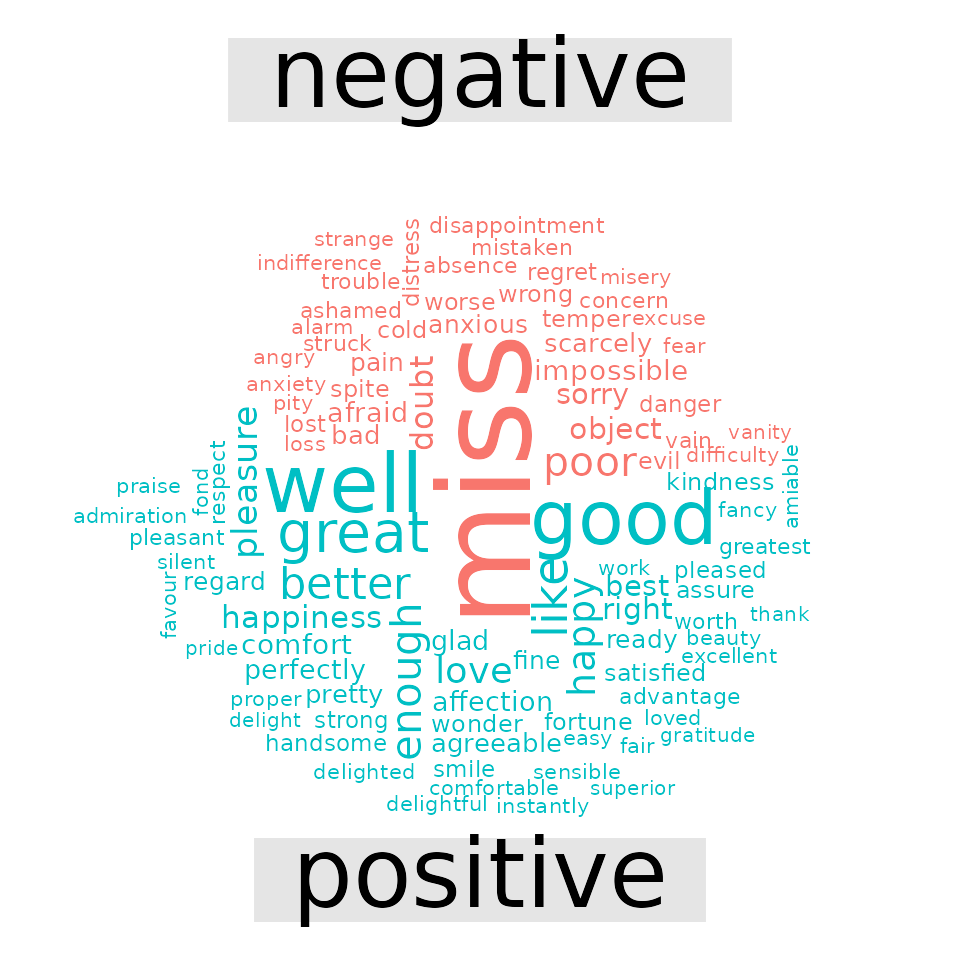 negative
disappointment
strange
distress
mistaken
indifference
absence
regret
misery
trouble
worse
wrong
concern
ashamed
cold
anxious
temper
excuse
alarm
struck
scarcely
fear
angry
pain
doubt
miss
impossible
anxiety
spite
sorry
danger
pity
afraid
lost
bad
object
vain
vanity
loss
poor
evil
difficulty
pleasure
well
kindness
amiable
respect
fond
praise
good
fancy
admiration
great
pleasant
greatest
silent
like
work
pleased
favour
regard
better
happy
best
assure
happiness
enough
right
worth
thank
pride
comfort
glad
ready
beauty
perfectly
love
fine
satisfied
excellent
proper
pretty
affection
advantage
delight
strong
wonder
fortune
loved
handsome
agreeable
easy
fair
gratitude
delighted
smile
sensible
comfortable
superior
delightful
instantly
positive